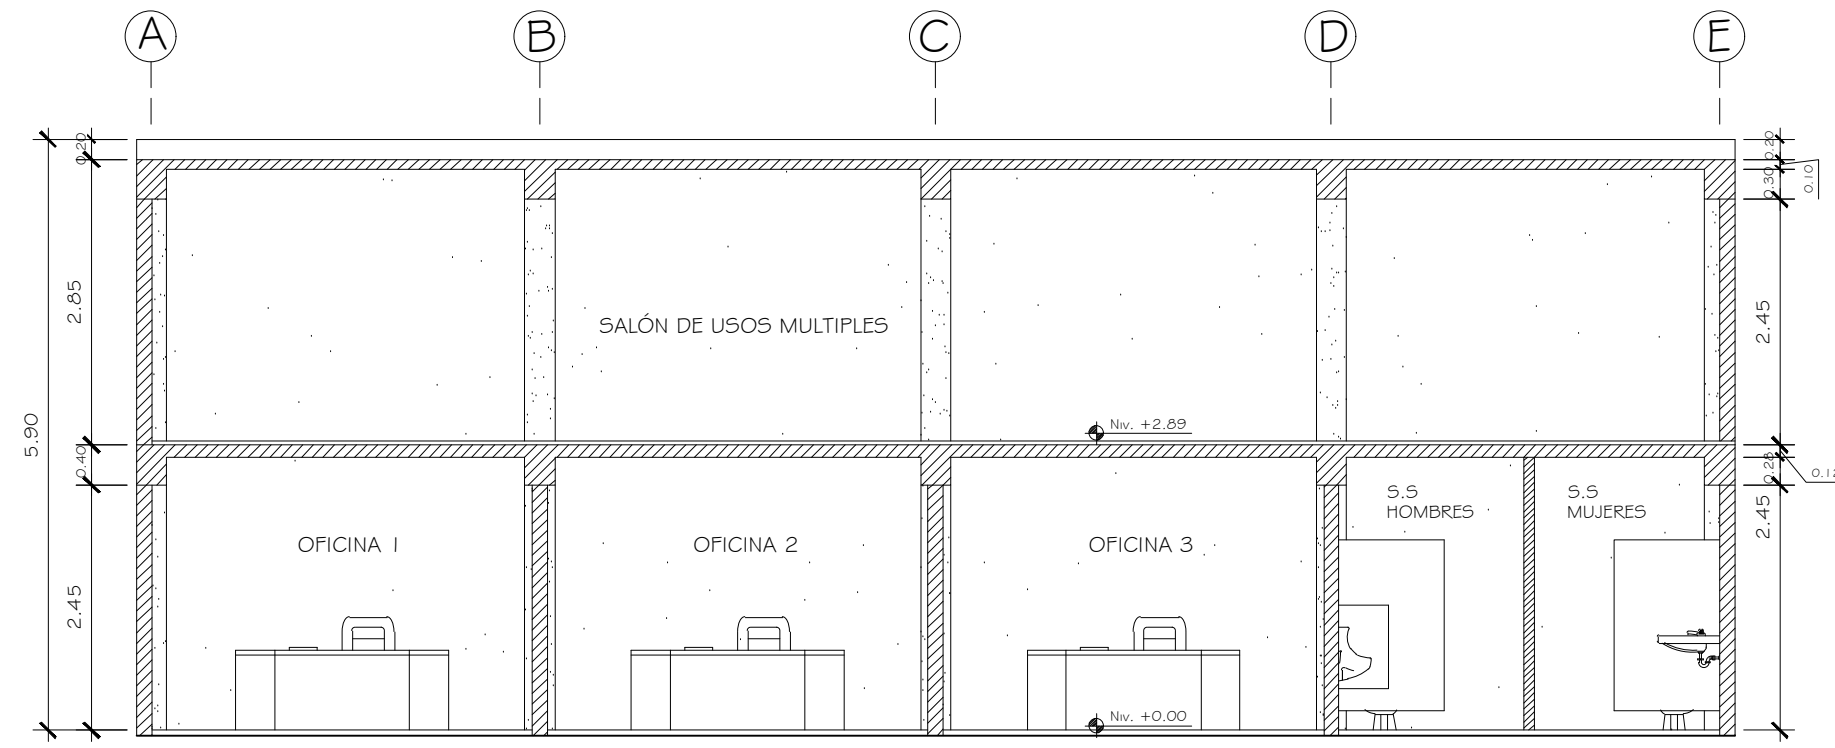 A B C D E
0.20 0.20
0.10
0.30
2.85 2.45
SALÓN DE USOS MULTIPLES
5.90
Niv. +2.89
0.40 0.28
0.12
S.S S.S
HOMBRES MUJERES
2.45
OFICINA 1 OFICINA 2 OFICINA 3
2.45
Niv. +0.00